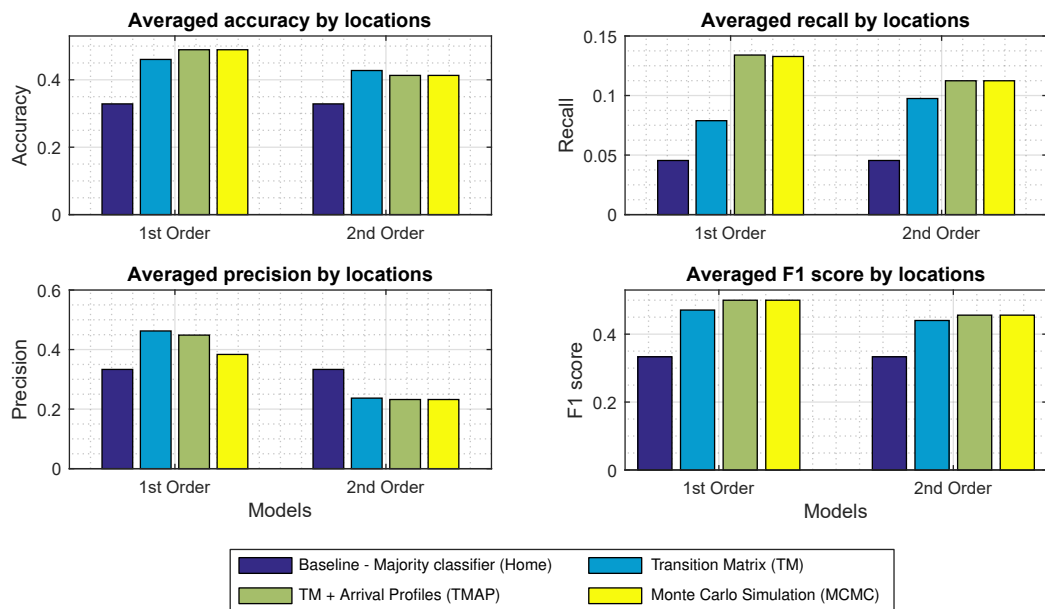 Averaged accuracy by locations
Accuracy
0.4
0.2
0
1st Order
2nd Order
Averaged recall by locations
Recall
0.15
0.1
0.05
0
1st Order
2nd Order
Averaged precision by locations
Precision
0.6
0.4
0.2
0
1st Order
2nd Order
Models
Averaged F1 score by locations
F1 score
0.4
0.2
0
1st Order
2nd Order
Models
Baseline - Majority classifier (Home)
Transition Matrix (TM)
TM + Arrival Profiles (TMAP)
Monte Carlo Simulation (MCMC)